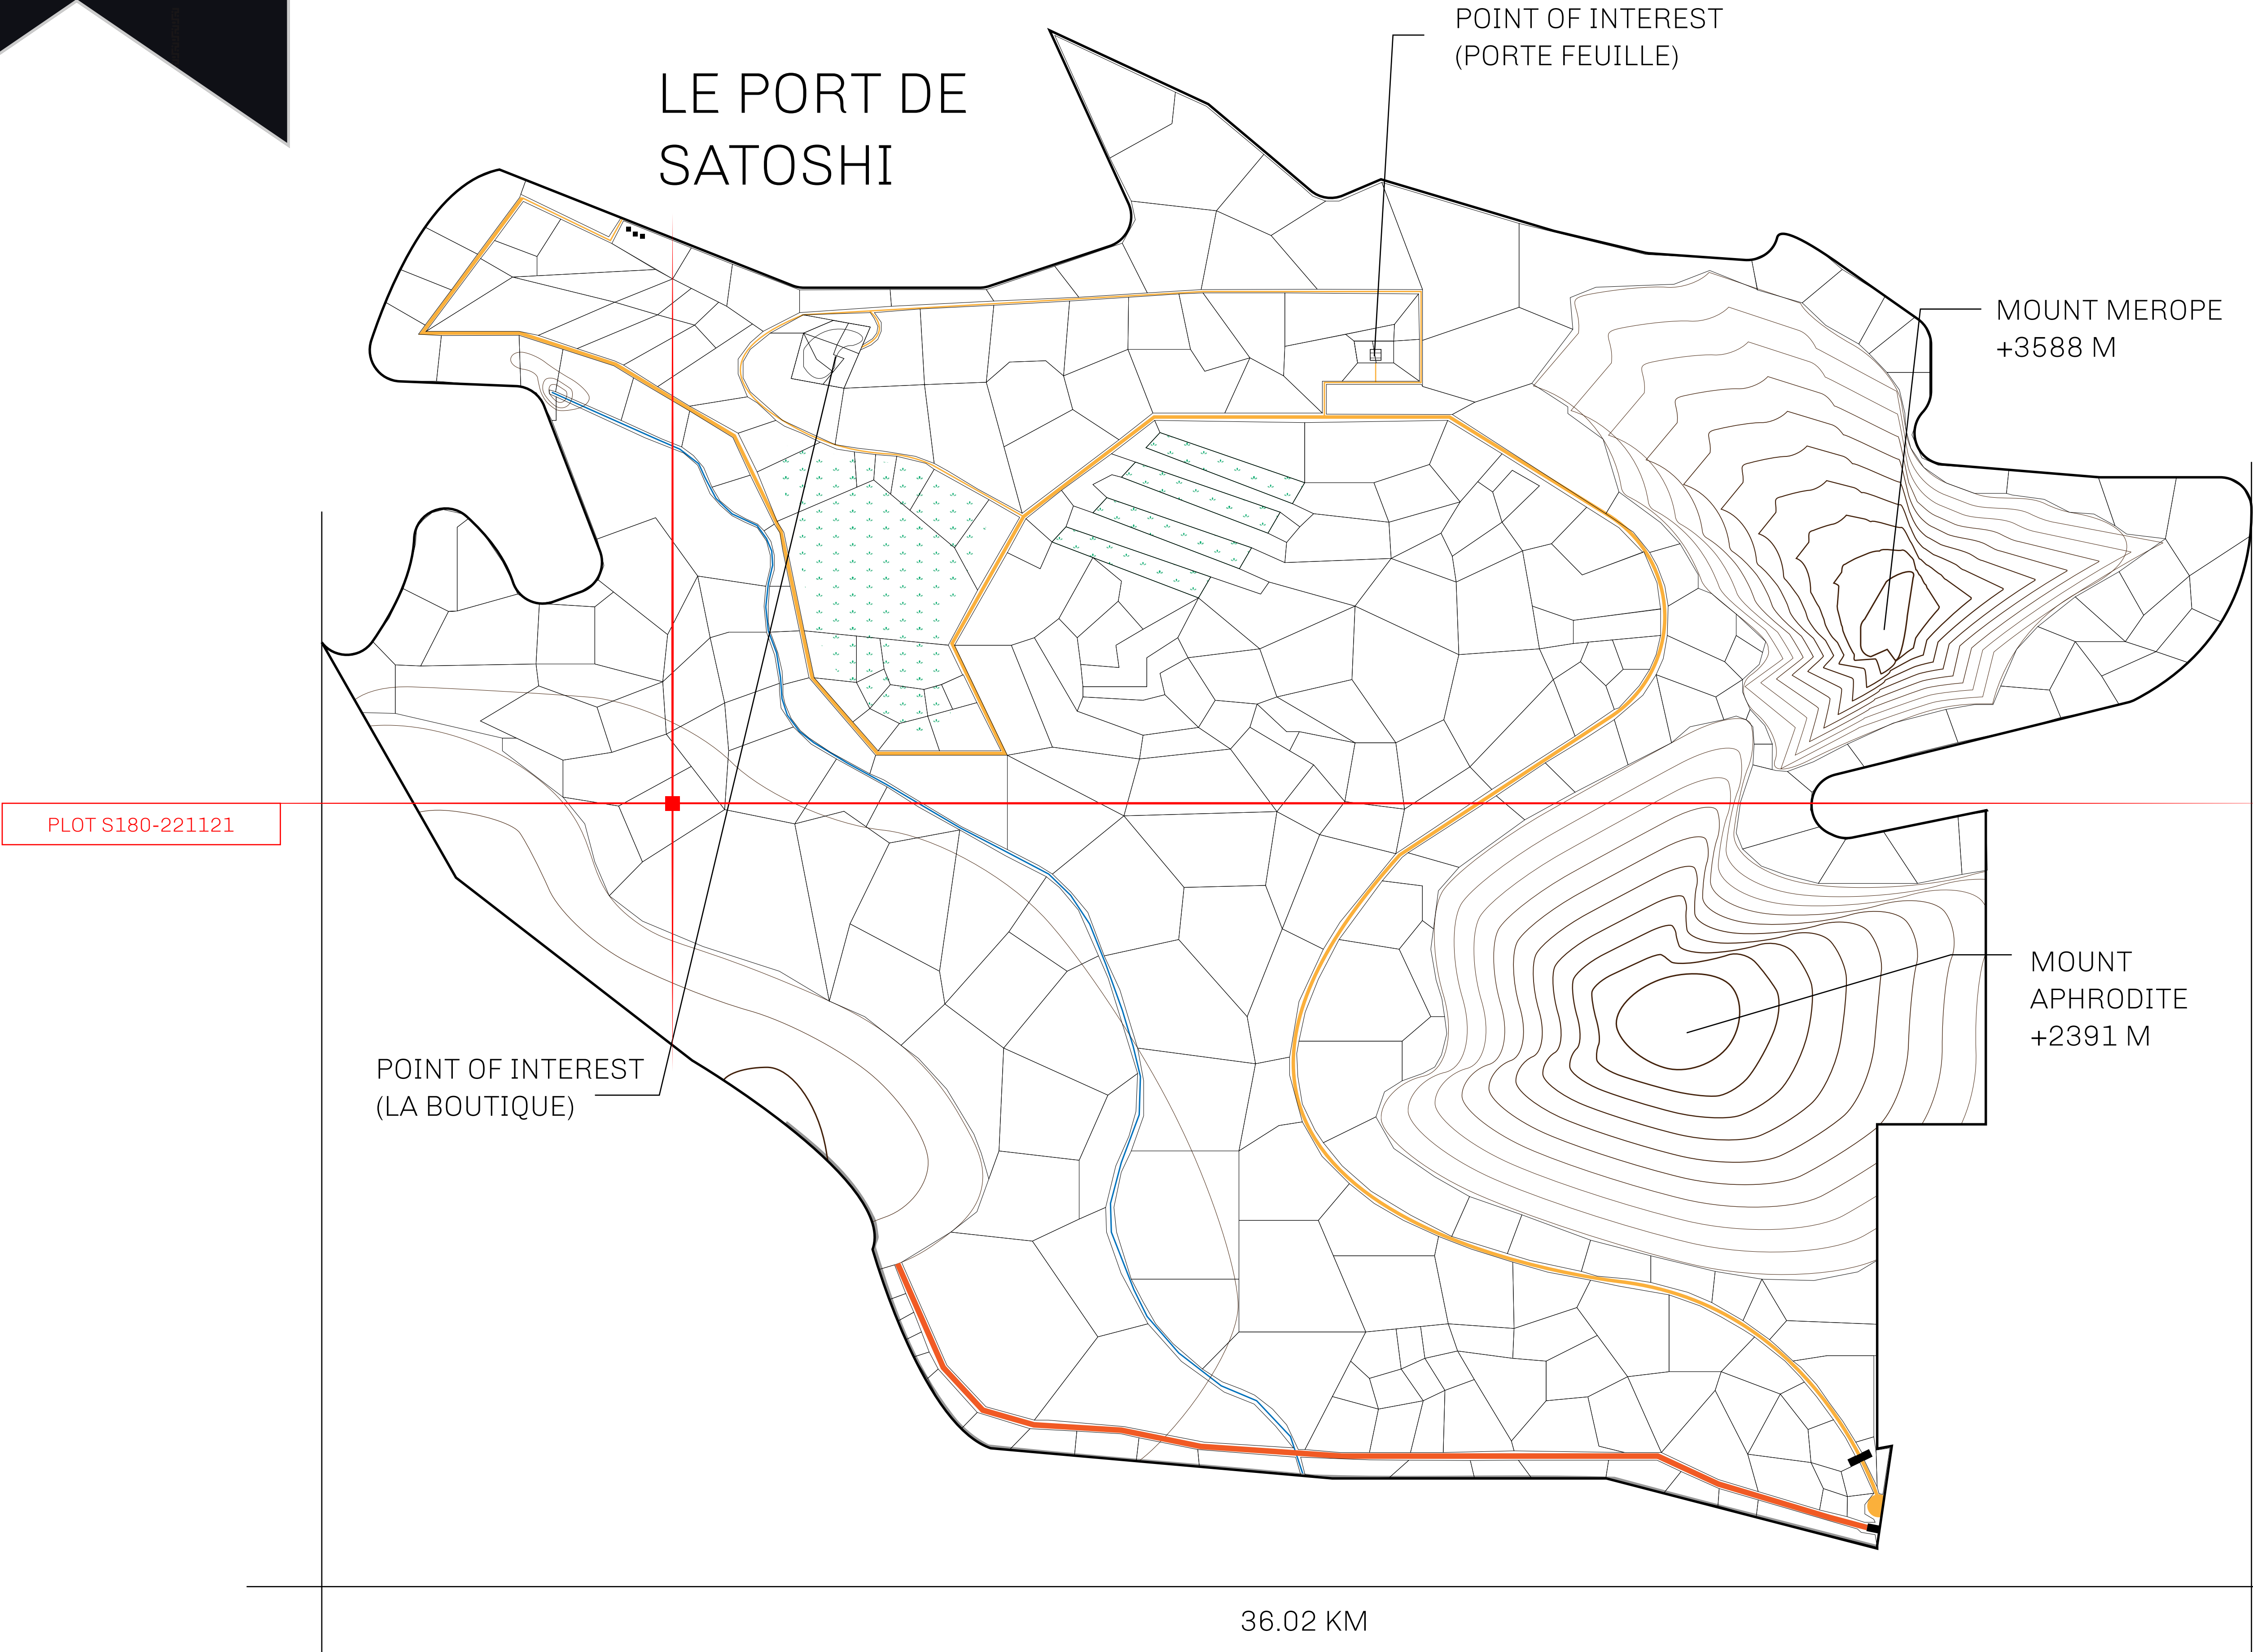 POINT OF INTEREST
(PORTE FEUILLE)
LE PORT DE
SATOSHI
MOUNT MEROPE
+3588 M
PLOT S180-221121
MOUNT
APHRODITE
+2391 M
POINT OF INTEREST
(LA BOUTIQUE)
36.02 KM